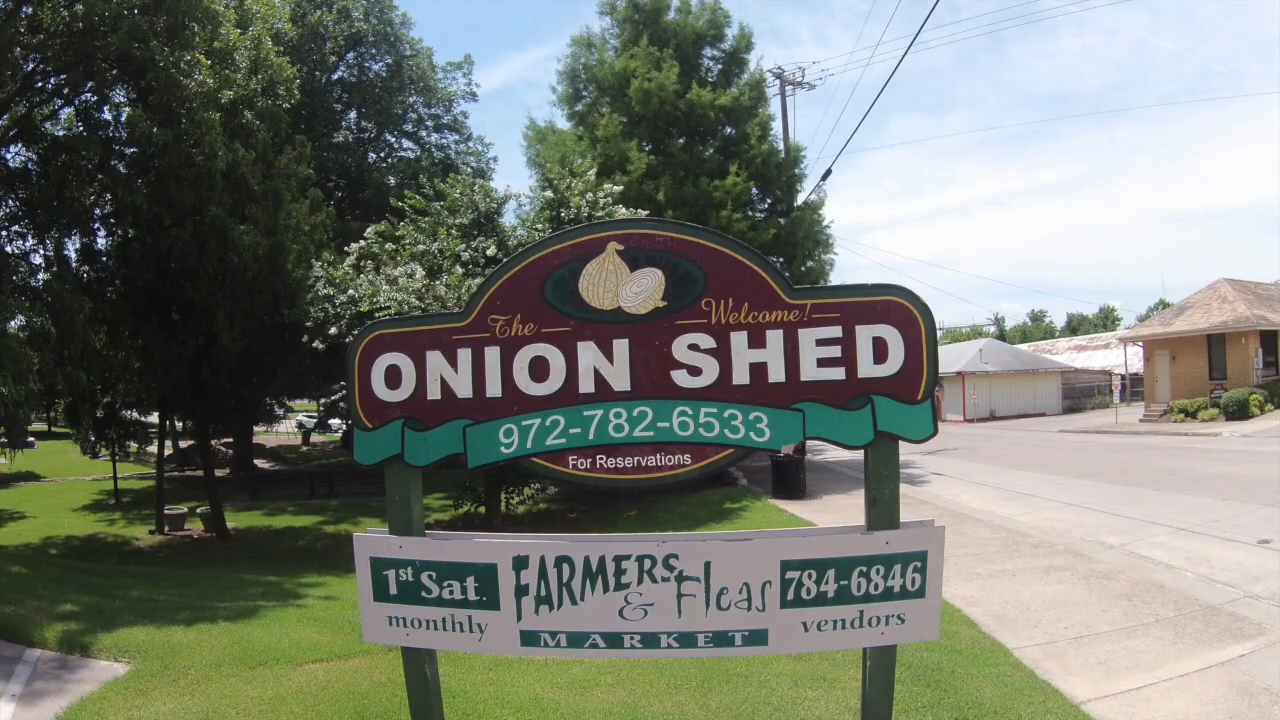 The Welcome!
ONION SHED
972-782-6533
For Reservations
1st Sat.
monthly
FARMERS
& Fleas
MARKET
784-6846
vendors